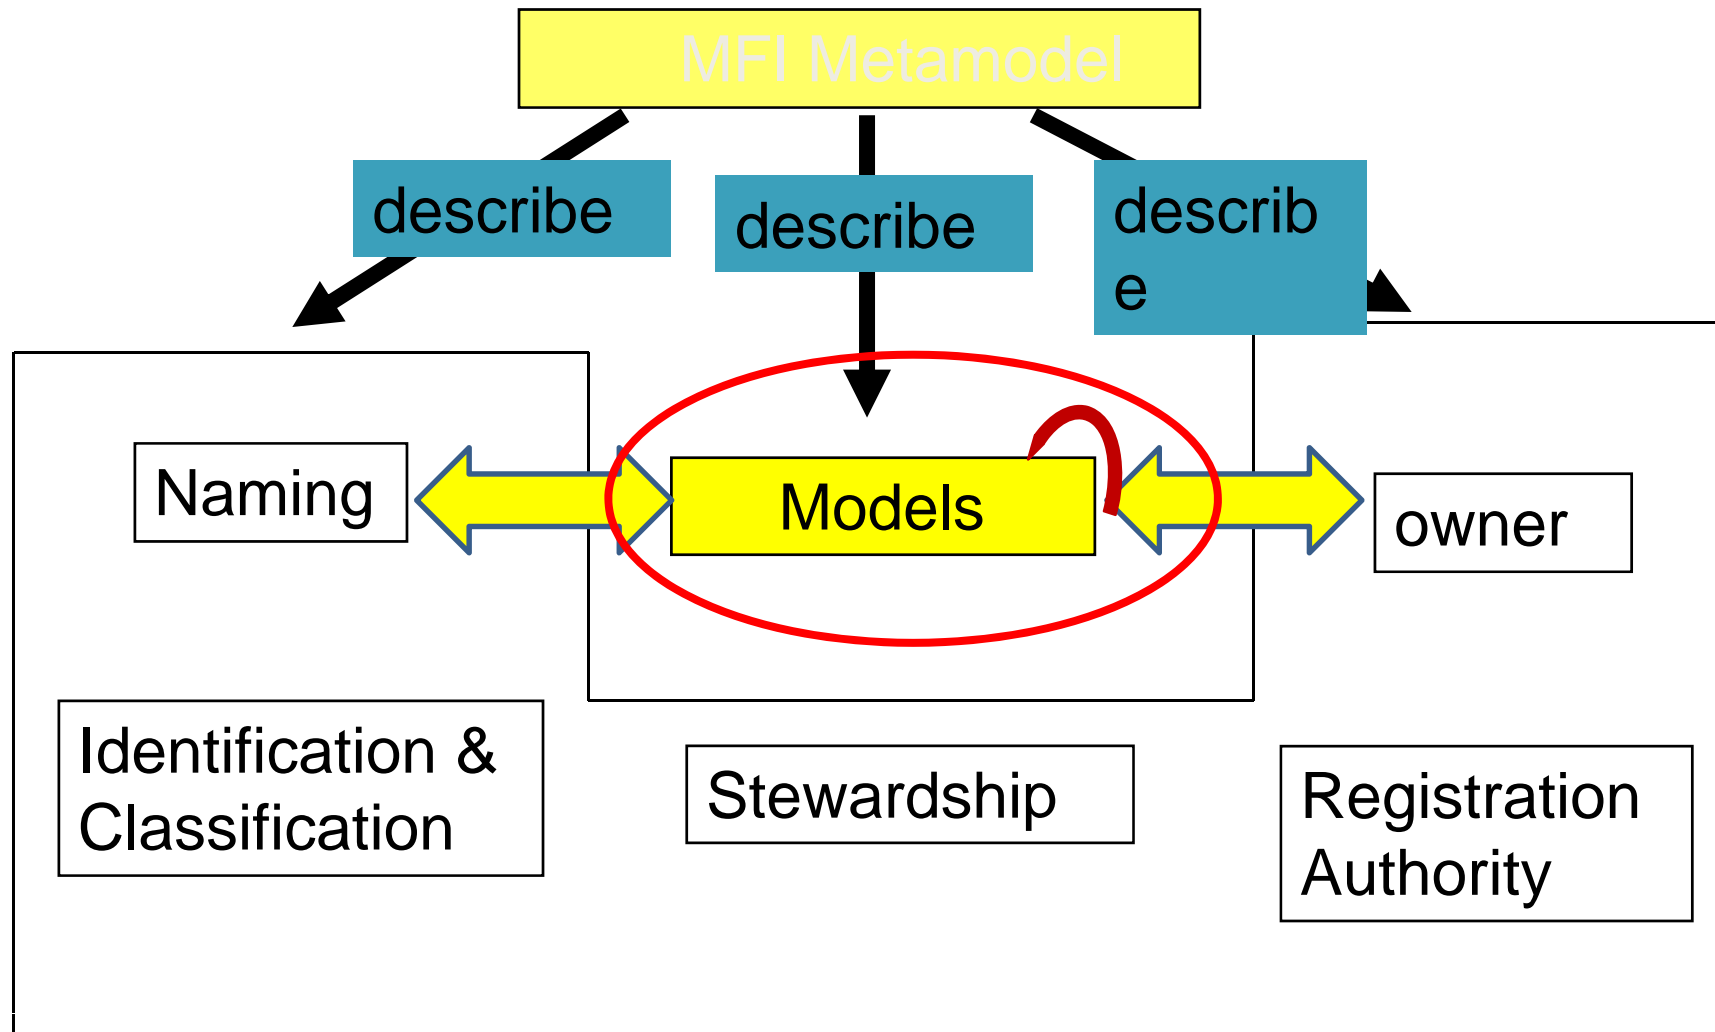 MFI Metamodel
describe
describe
describ
e
Naming
Models
owner
Identification &
Classification
Stewardship
Registration
Authority